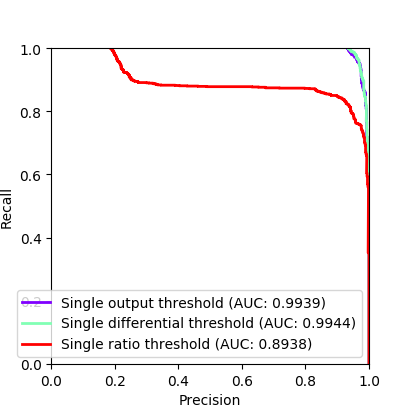 1.0
0.8
0.6
0.4
0.2
0.0
Recall
Single output threshold (AUC: 0.9939)
Single differential threshold (AUC: 0.9944)
Single ratio threshold (AUC: 0.8938)
0.0 0.2 0.4 0.6 0.8 1.0
Precision